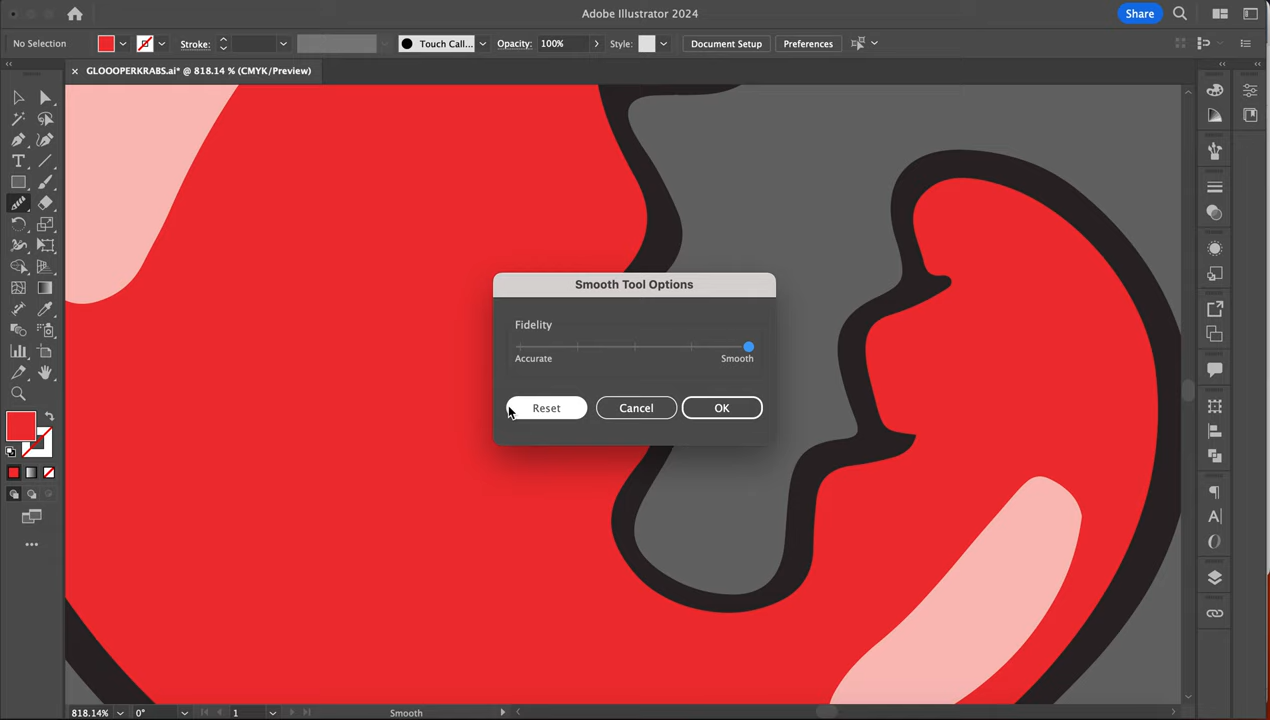 Adobe Illustrator 2024
Share
No Selection
Stroke:
Touch Call...
Opacity:
100%
Style:
Document Setup
Preferences
GLOOOPERKRABS.ai* @ 818.14 % (CMYK/Preview)
Smooth Tool Options
Fidelity
Accurate
Smooth
Reset
Cancel
OK
818.14%
0°
1
Smooth